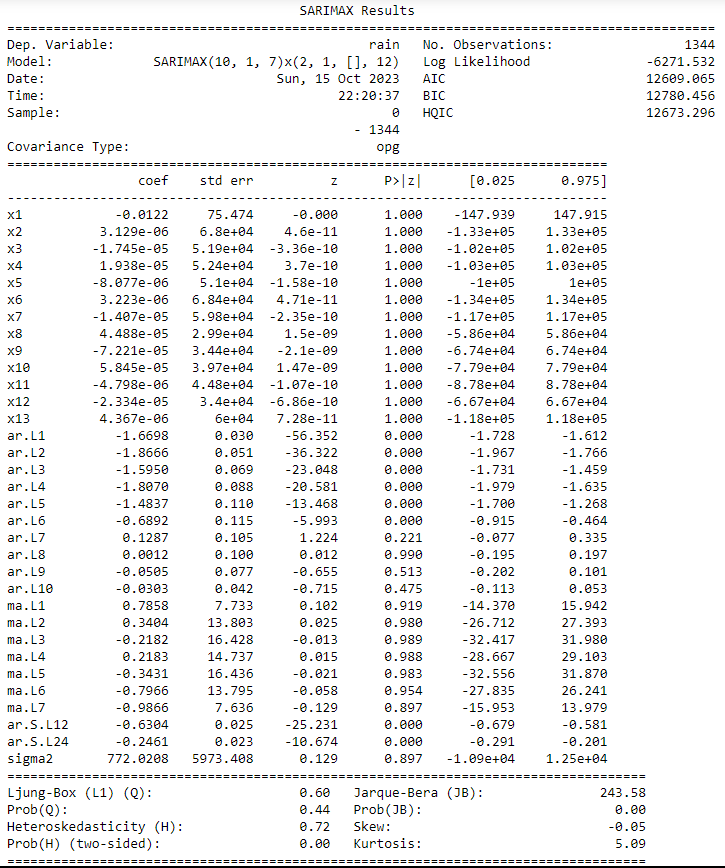 SARIMAX Results
Dep. Variable: rain No. Observations: 1344
Model: SARIMAX(10, 1, 7)x(2, 1, [], 12) Log Likelihood -6271.532
Date: Sun, 15 Oct 2023 AIC 12609.065
Time: 22:20:37 BIC 12780.456
Sample: 0 HQIC 12673.296
- 1344
Covariance Type: opg
coef std err z P>|z| [0.025 0.975]
x1 -0.0122 75.474 -0.000 1.000 -147.939 147.915
x2 3.129e-06 6.8e+04 4.6e-11 1.000 -1.33e+05 1.33e+05
x3 -1.745e-05 5.19e+04 -3.36e-10 1.000 -1.02e+05 1.02e+05
x4 1.938e-05 5.24e+04 3.7e-10 1.000 -1.03e+05 1.03e+05
x5 -8.077e-06 5.1e+04 -1.58e-10 1.000 -1e+05 1e+05
x6 3.223e-06 6.84e+04 4.71e-11 1.000 -1.34e+05 1.34e+05
x7 -1.407e-05 5.98e+04 -2.35e-10 1.000 -1.17e+05 1.17e+05
x8 4.488e-05 2.99e+04 1.5e-09 1.000 -5.86e+04 5.86e+04
x9 -7.221e-05 3.44e+04 -2.1e-09 1.000 -6.74e+04 6.74e+04
x10 5.845e-05 3.97e+04 1.47e-09 1.000 -7.79e+04 7.79e+04
x11 -4.798e-06 4.48e+04 -1.07e-10 1.000 -8.78e+04 8.78e+04
x12 -2.334e-05 3.4e+04 -6.86e-10 1.000 -6.67e+04 6.67e+04
x13 4.367e-06 6e+04 7.28e-11 1.000 -1.18e+05 1.18e+05
ar.L1 -1.6698 0.030 -56.352 0.000 -1.728 -1.612
ar.L2 -1.8666 0.051 -36.322 0.000 -1.967 -1.766
ar.L3 -1.5950 0.069 -23.048 0.000 -1.731 -1.459
ar.L4 -1.8070 0.088 -20.581 0.000 -1.979 -1.635
ar.L5 -1.4837 0.110 -13.468 0.000 -1.700 -1.268
ar.L6 -0.6892 0.115 -5.993 0.000 -0.915 -0.464
ar.L7 0.1287 0.105 1.224 0.221 -0.077 0.335
ar.L8 0.0012 0.100 0.012 0.990 -0.195 0.197
ar.L9 -0.0505 0.077 -0.655 0.513 -0.202 0.101
ar.L10 -0.0303 0.042 -0.715 0.475 -0.113 0.053
ma.L1 0.7858 7.733 0.102 0.919 -14.370 15.942
ma.L2 0.3404 13.803 0.025 0.980 -26.712 27.393
ma.L3 -0.2182 16.428 -0.013 0.989 -32.417 31.980
ma.L4 0.2183 14.737 0.015 0.988 -28.667 29.103
ma.L5 -0.3431 16.436 -0.021 0.983 -32.556 31.870
ma.L6 -0.7966 13.795 -0.058 0.954 -27.835 26.241
ma.L7 -0.9866 7.636 -0.129 0.897 -15.953 13.979
ar.S.L12 -0.6304 0.025 -25.231 0.000 -0.679 -0.581
ar.S.L24 -0.2461 0.023 -10.674 0.000 -0.291 -0.201
sigma2 772.0208 5973.408 0.129 0.897 -1.09e+04 1.25e+04
Ljung-Box (L1) (Q): 0.60 Jarque-Bera (JB): 243.58
Prob(Q): 0.44 Prob(JB): 0.00
Heteroskedasticity (H): 0.72 Skew: -0.05
Prob(H) (two-sided): 0.00 Kurtosis: 5.09